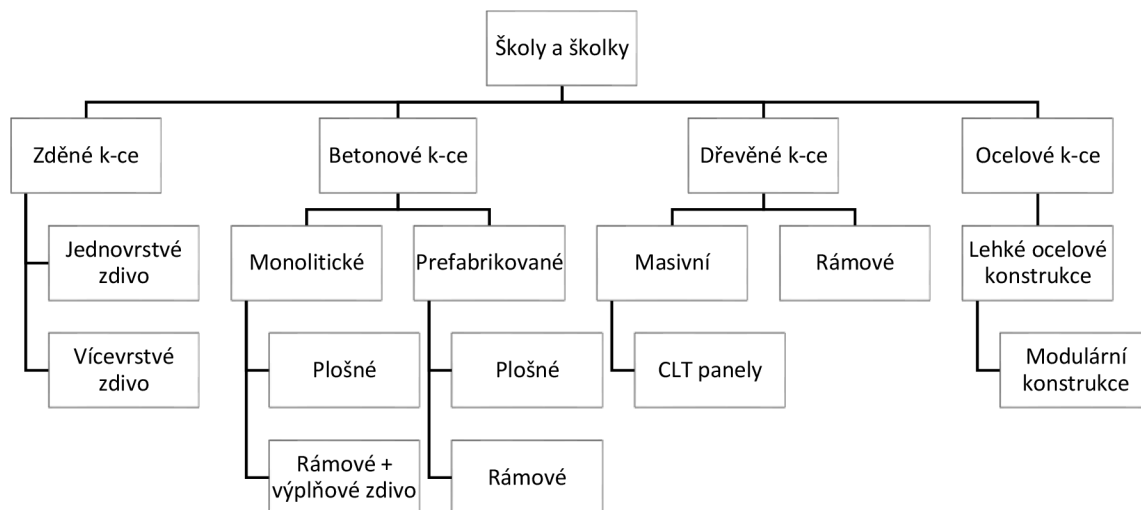 Školy a školky
Zděné k-ce
Betonové k-ce
Dřevěné k-ce
Ocelové k-ce
Jednovrstvé
zdivo
Monolitické
Prefabrikované
Masivní
Rámové
Lehké ocelové
konstrukce
Vícevrstvé
zdivo
Plošné
Plošné
CLT panely
Modulární
konstrukce
Rámové +
výplňové zdivo
Rámové